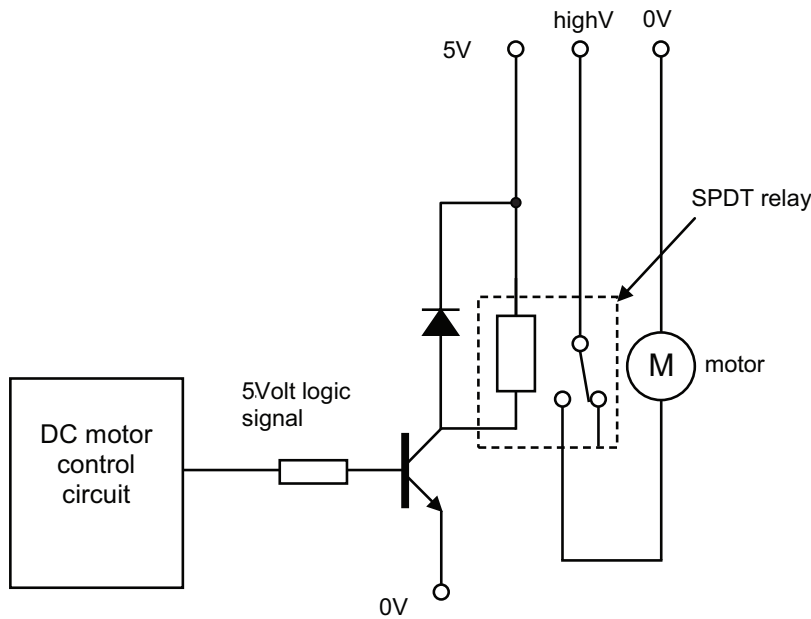 highV
0V
5V
SPDT relay
M
motor
5Volt logic
signal
DC motor
control
circuit
0V